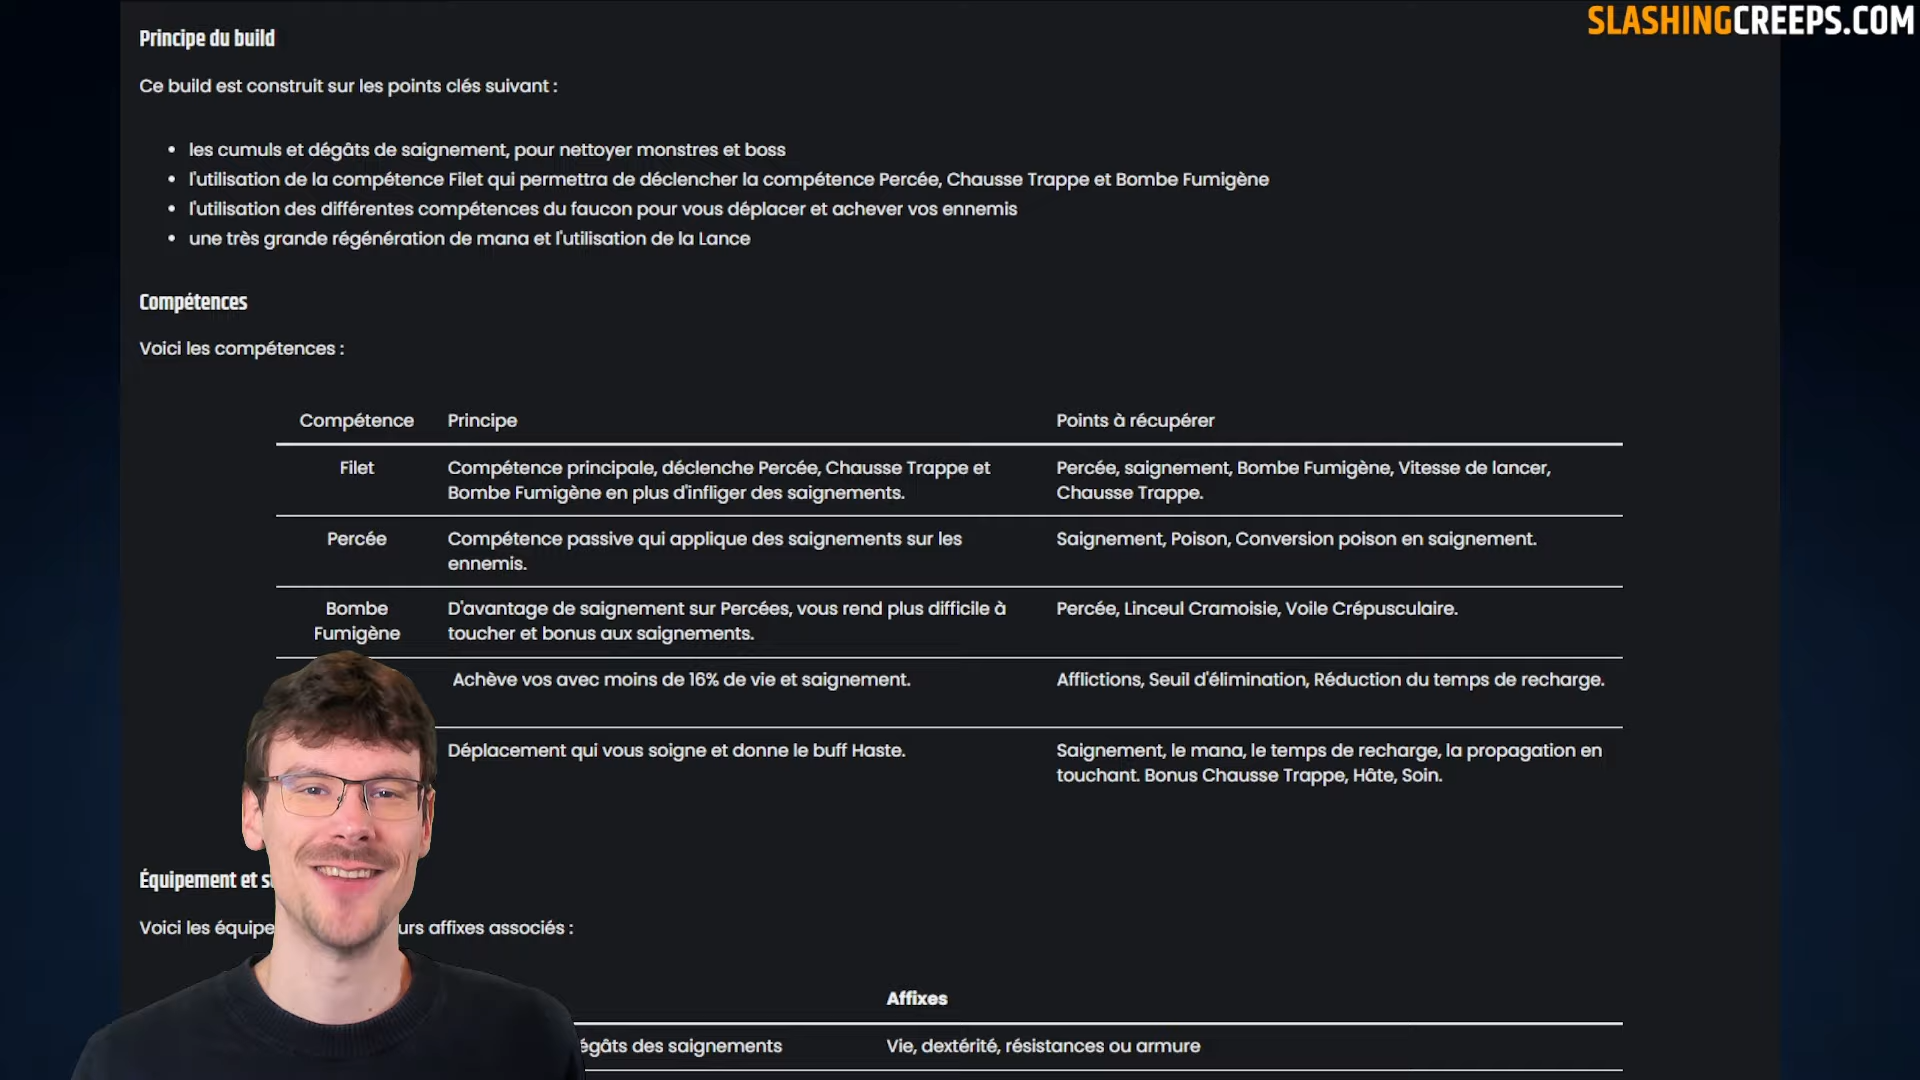 SLASHINGCREEPS.COM
Principe du build
Ce build est construit sur les points clés suivant :
• les cumuls et dégâts de saignement, pour nettoyer monstres et boss
• l'utilisation de la compétence Filet qui permettra de déclencher la compétence Percée, Chausse Trappe et Bombe Fumigène
• l'utilisation des différentes compétences du faucon pour vous déplacer et achever vos ennemis
• une très grande régénération de mana et l'utilisation de la Lance
Compétences
Voici les compétences :
Compétence Principe Points à récupérer
Filet
Compétence principale, déclenche Percée, Chausse Trappe et
Bombe Fumigène en plus d'infliger des saignements.
Percée, saignement, Bombe Fumigène, Vitesse de lancer,
Chausse Trappe.
Percée
Compétence passive qui applique des saignements sur les
ennemis.
Saignement, Poison, Conversion poison en saignement.
Bombe
Fumigène
D'avantage de saignement sur Percées, vous rend plus difficile à
toucher et bonus aux saignements.
Percée, Linceul Cramoisie, Voile Crépusculaire.
Achève vos avec moins de 16% de vie et saignement.
Afflictions, Seuil d'élimination, Réduction du temps de recharge.
Déplacement qui vous soigne et donne le buff Haste.
Saignement, le mana, le temps de recharge, la propagation en
touchant. Bonus Chausse Trappe, Hâte, Soin.
Équipement et
Voici les affixes associés :
Affixes
des saignements
Vie, dextérité, résistances ou armure